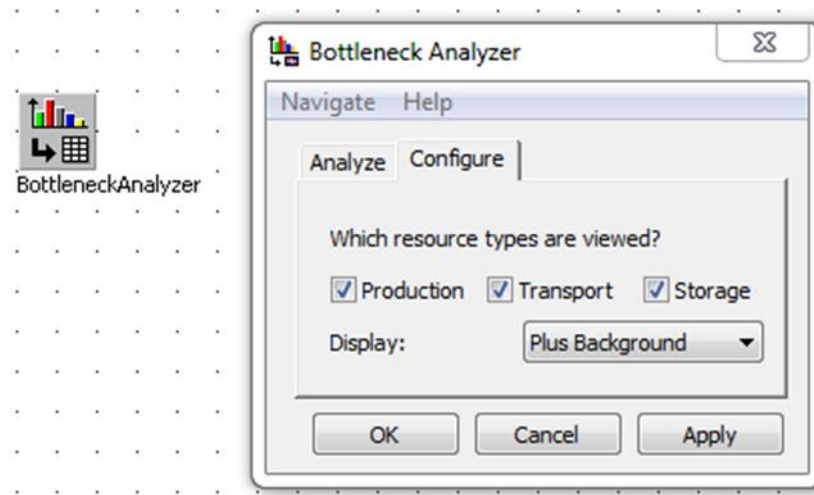 Bottleneck Analyzer
Navigate Help
BottleneckAnalyzer
Analyze Configure
Which resource types are viewed?
Production Transport Storage
Display: Plus Background
OK Cancel Apply